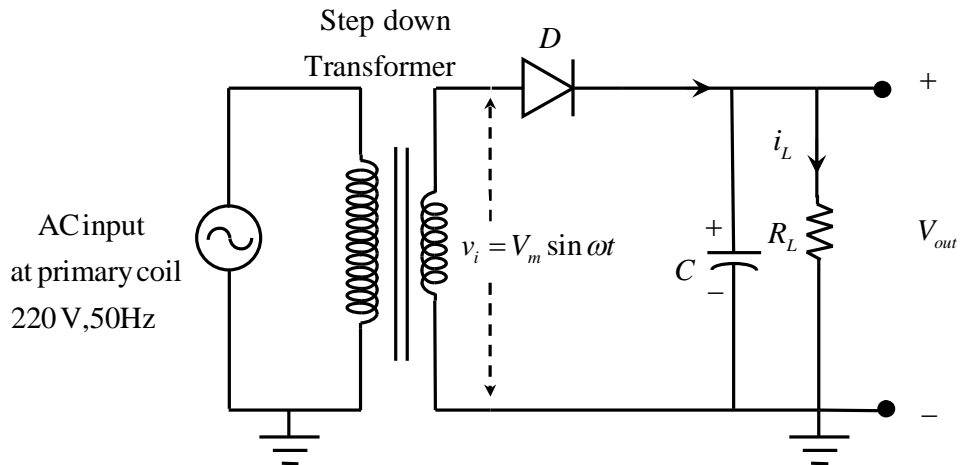 Step down
Transformer
D
+
i_L
AC input
at primary coil
220 V, 50Hz
v_i = V_m sin ωt
+
C
−
R_L
V_out
−